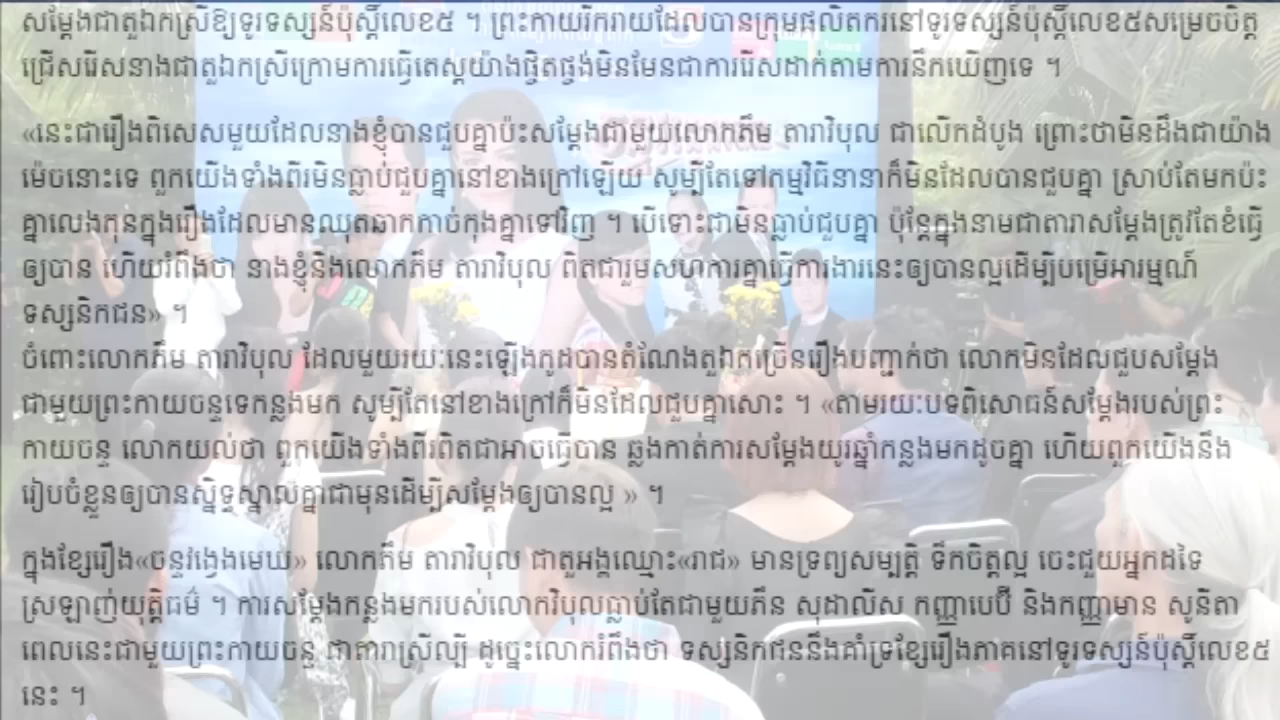 សម្តែងជាតួឯកស្រីឱ្យទូរទស្សន៍ប៉ុស្តិ៍លេខ៥ ។ ព្រះកាយរីករាយដែលបានក្រុមផលិតករនៅទូរទស្សន៍ប៉ុស្តិ៍លេខ៥សម្រេចចិត្ត
ជ្រើសរើសនាងជាតួឯកស្រីក្រោមការធ្វើតេស្តយ៉ាងផ្ចិតផ្ចង់មិនមែនជាការរើសដាក់តាមការនឹកឃើញទេ ។
«នេះជារឿងពិសេសមួយដែលនាងខ្ញុំបានជួបគ្នាប៉ះសម្តែងជាមួយលោកភឹម តារាវិបុល ជាលើកដំបូង ព្រោះថាមិនដឹងជាយ៉ាង
ម៉េចនោះទេ ពួកយើងទាំងពីរមិនធ្លាប់ជួបគ្នានៅខាងក្រៅឡើយ សូម្បីតែទៅកម្មវិធីនានាក៏មិនដែលបានជួបគ្នា ស្រាប់តែមកប៉ះ
គ្នាលេងកុនក្នុងរឿងដែលមានឈុតឆាកកាច់កុងគ្នាទៅវិញ ។ បើទោះជាមិនធ្លាប់ជួបគ្នា ប៉ុន្តែក្នុងនាមជាតារាសម្តែងត្រូវតែខំធ្វើ
ឲ្យបាន ហើយរំពឹងថា នាងខ្ញុំនិងលោកភឹម តារាវិបុល ពិតជារួមសហការគ្នាធ្វើការងារនេះឲ្យបានល្អដើម្បីបម្រើអារម្មណ៍
ទស្សនិកជន» ។
ចំពោះលោកភឹម តារាវិបុល ដែលមួយរយៈនេះឡើងកូដបានតំណែងតួឯកច្រើនរឿងបញ្ជាក់ថា លោកមិនដែលជួបសម្តែង
ជាមួយព្រះកាយចន្ទទេកន្លងមក សូម្បីតែនៅខាងក្រៅក៏មិនដែលជួបគ្នាសោះ ។ «តាមរយៈបទពិសោធន៍សម្តែងរបស់ព្រះ
កាយចន្ទ លោកយល់ថា ពួកយើងទាំងពីរពិតជាអាចធ្វើបាន ឆ្លងកាត់ការសម្តែងយូរឆ្នាំកន្លងមកដូចគ្នា ហើយពួកយើងនឹង
រៀបចំខ្លួនឲ្យបានស្និទ្ធស្នាលគ្នាជាមុនដើម្បីសម្តែងឲ្យបានល្អ » ។
ក្នុងខ្សែរឿង«ចន្ទវង្វេងមេឃ» លោកភឹម តារាវិបុល ជាតួអង្គឈ្មោះ«រាជ» មានទ្រព្យសម្បត្តិ ទឹកចិត្តល្អ ចេះជួយអ្នកដទៃ
ស្រឡាញ់យុត្តិធម៌ ។ ការសម្តែងកន្លងមករបស់លោកវិបុលធ្លាប់តែជាមួយភឺន សុដាលីស កញ្ញាបេប៊ី និងកញ្ញាមាន សូនីតា
ពេលនេះជាមួយព្រះកាយចន្ទ ជាតារាស្រីល្បី ដូច្នេះលោករំពឹងថា ទស្សនិកជននឹងគាំទ្រខ្សែរឿងភាគនៅទូរទស្សន៍ប៉ុស្តិ៍លេខ៥
នេះ ។